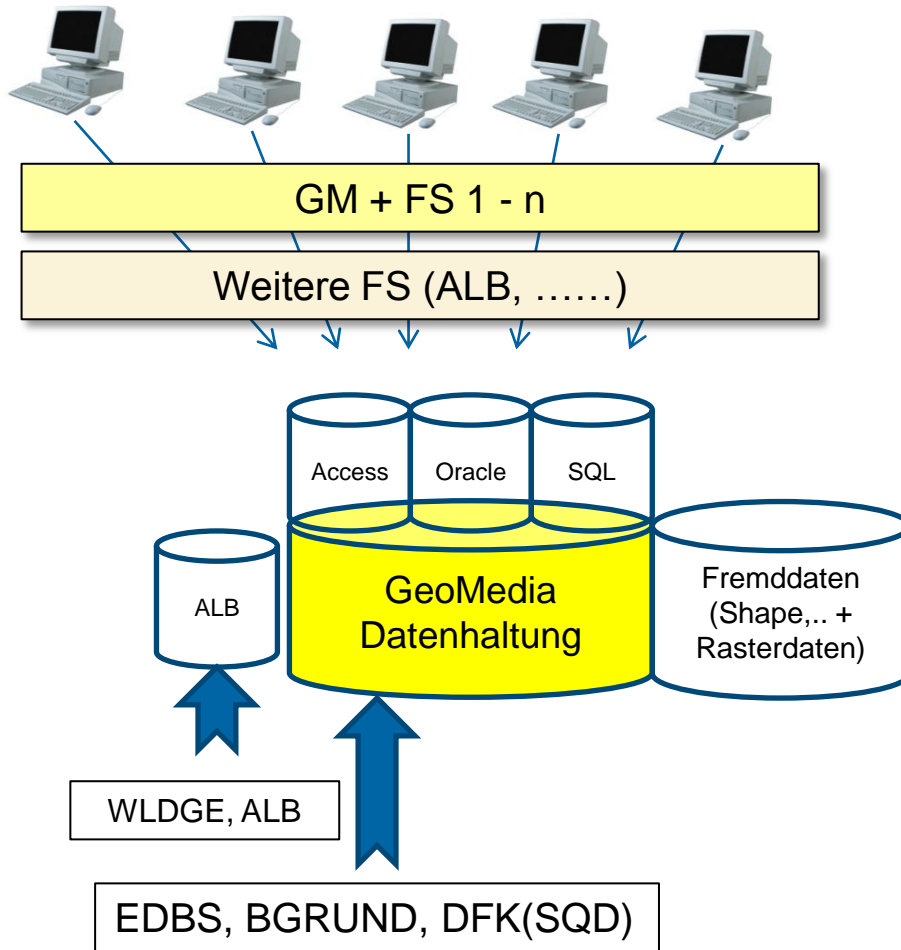 GM + FS 1 - n
Weitere FS (ALB, ……)
Access
Oracle
SQL
ALB
GeoMedia
Datenhaltung
Fremddaten
(Shape,.. +
Rasterdaten)
WLDGE, ALB
EDBS, BGRUND, DFK(SQD)